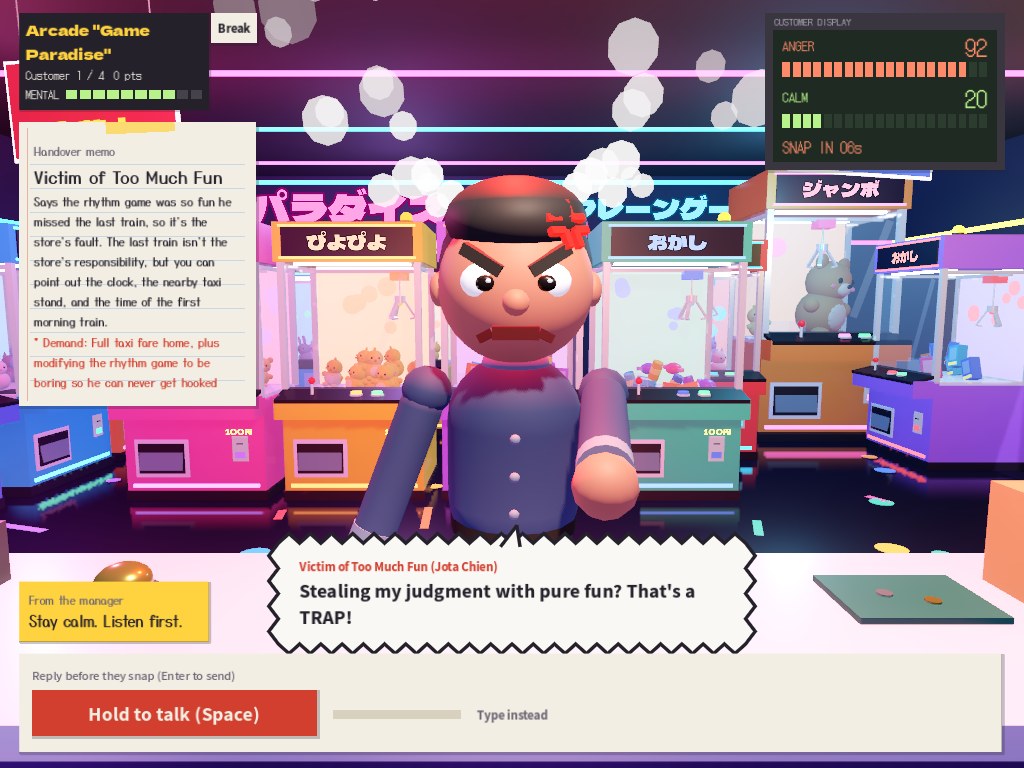 Arcade "Game
Paradise"
Customer 1 / 4 0 pts
MENTAL
Break
CUSTOMER DISPLAY
ANGER 92
CALM 20
SNAP IN 06s
Handover memo
Victim of Too Much Fun
Says the rhythm game was so fun he
missed the last train, so it's the
store's fault. The last train isn't the
store's responsibility, but you can
point out the clock, the nearby taxi
stand, and the time of the first
morning train.
* Demand: Full taxi fare home, plus
modifying the rhythm game to be
boring so he can never get hooked
パラダイス
クレーンゲー
ジャンボ
ぴよぴよ
おかし
おかし
100円
100円
Victim of Too Much Fun (Jota Chien)
Stealing my judgment with pure fun? That's a
TRAP!
From the manager
Stay calm. Listen first.
Reply before they snap (Enter to send)
Hold to talk (Space)
Type instead